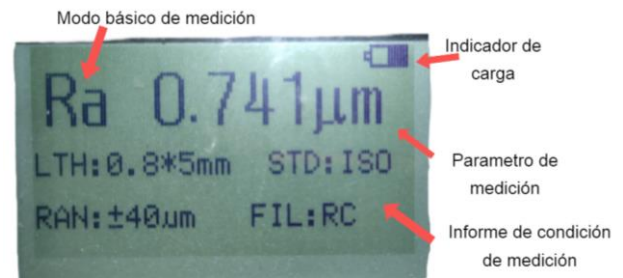 Modo básico de medición
Indicador de
carga
Ra 0.741µm
LTH:0.8*5mm STD:ISO
Parametro de
medición
RAN:±40um FIL:RC
Informe de condición
de medición